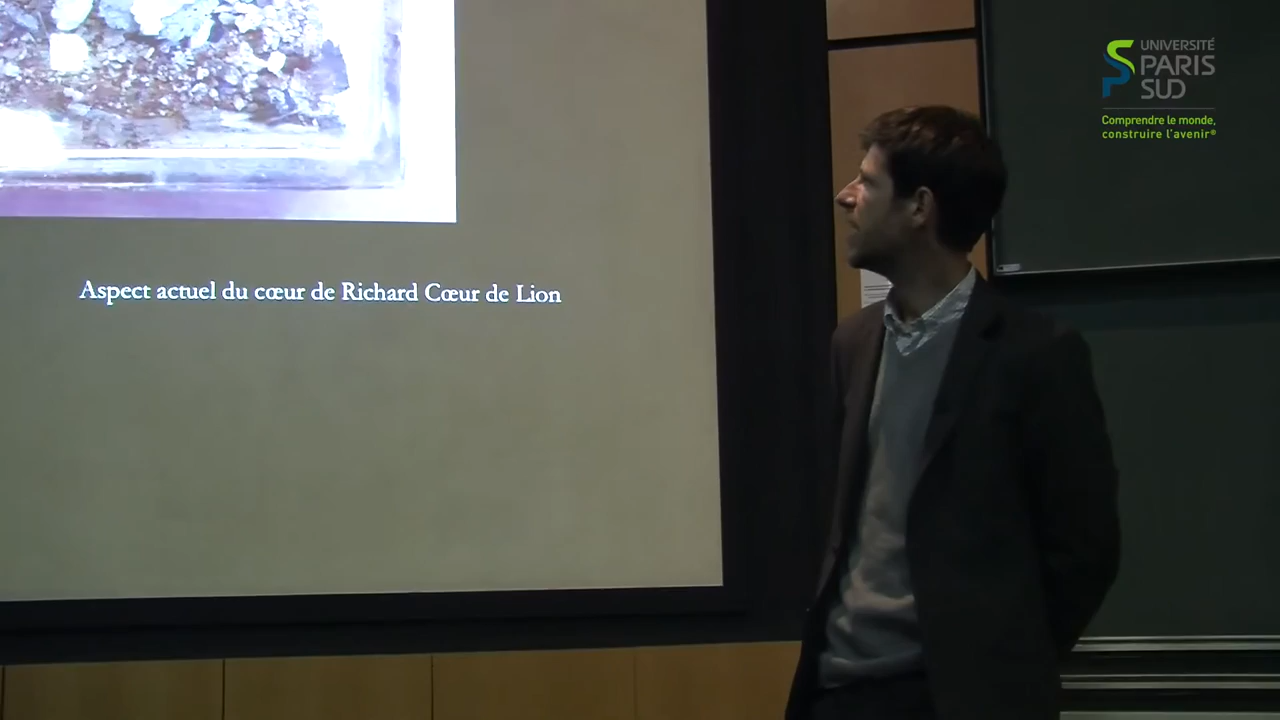 UNIVERSITÉ
PARIS
SUD
Comprendre le monde,
construire l'avenir®
Aspect actuel du cœur de Richard Cœur de Lion